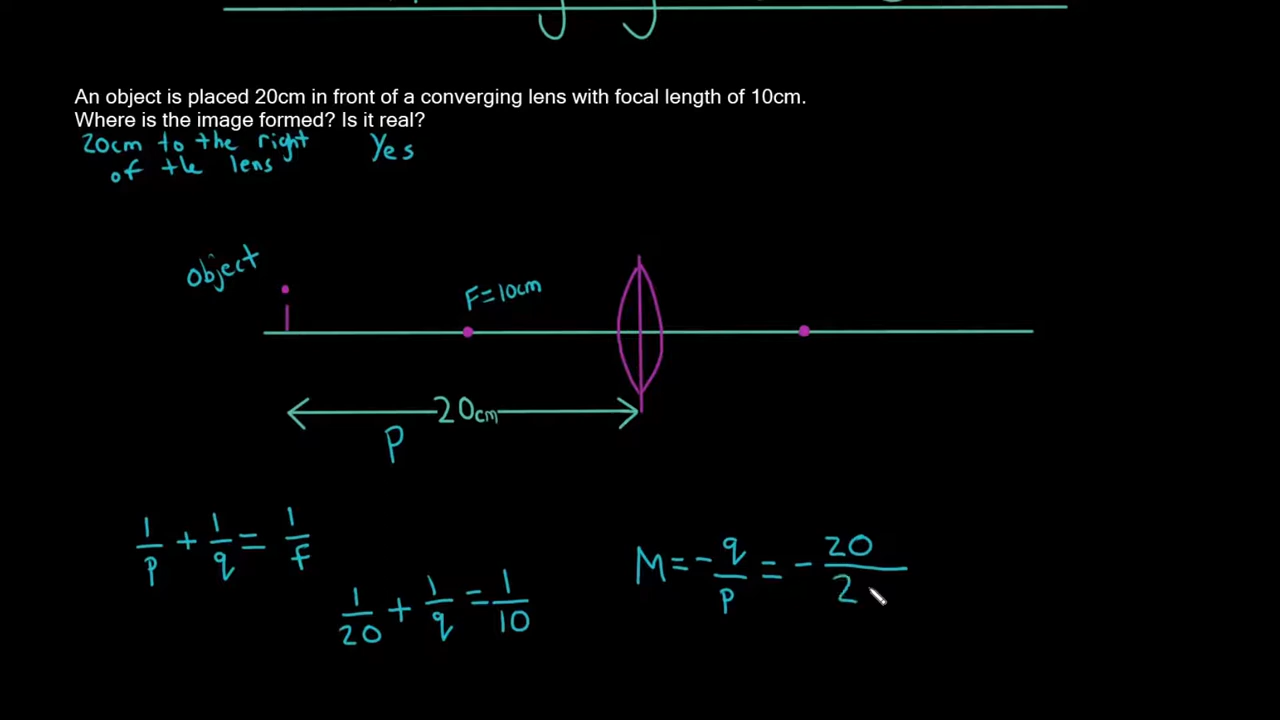 An object is placed 20cm in front of a converging lens with focal length of 10cm.
Where is the image formed? Is it real?
20cm to the right Yes
of the lens
object
F=10cm
20cm
P
1/p + 1/q = 1/F
1/20 + 1/q = 1/10
M = -q/p = -20/2